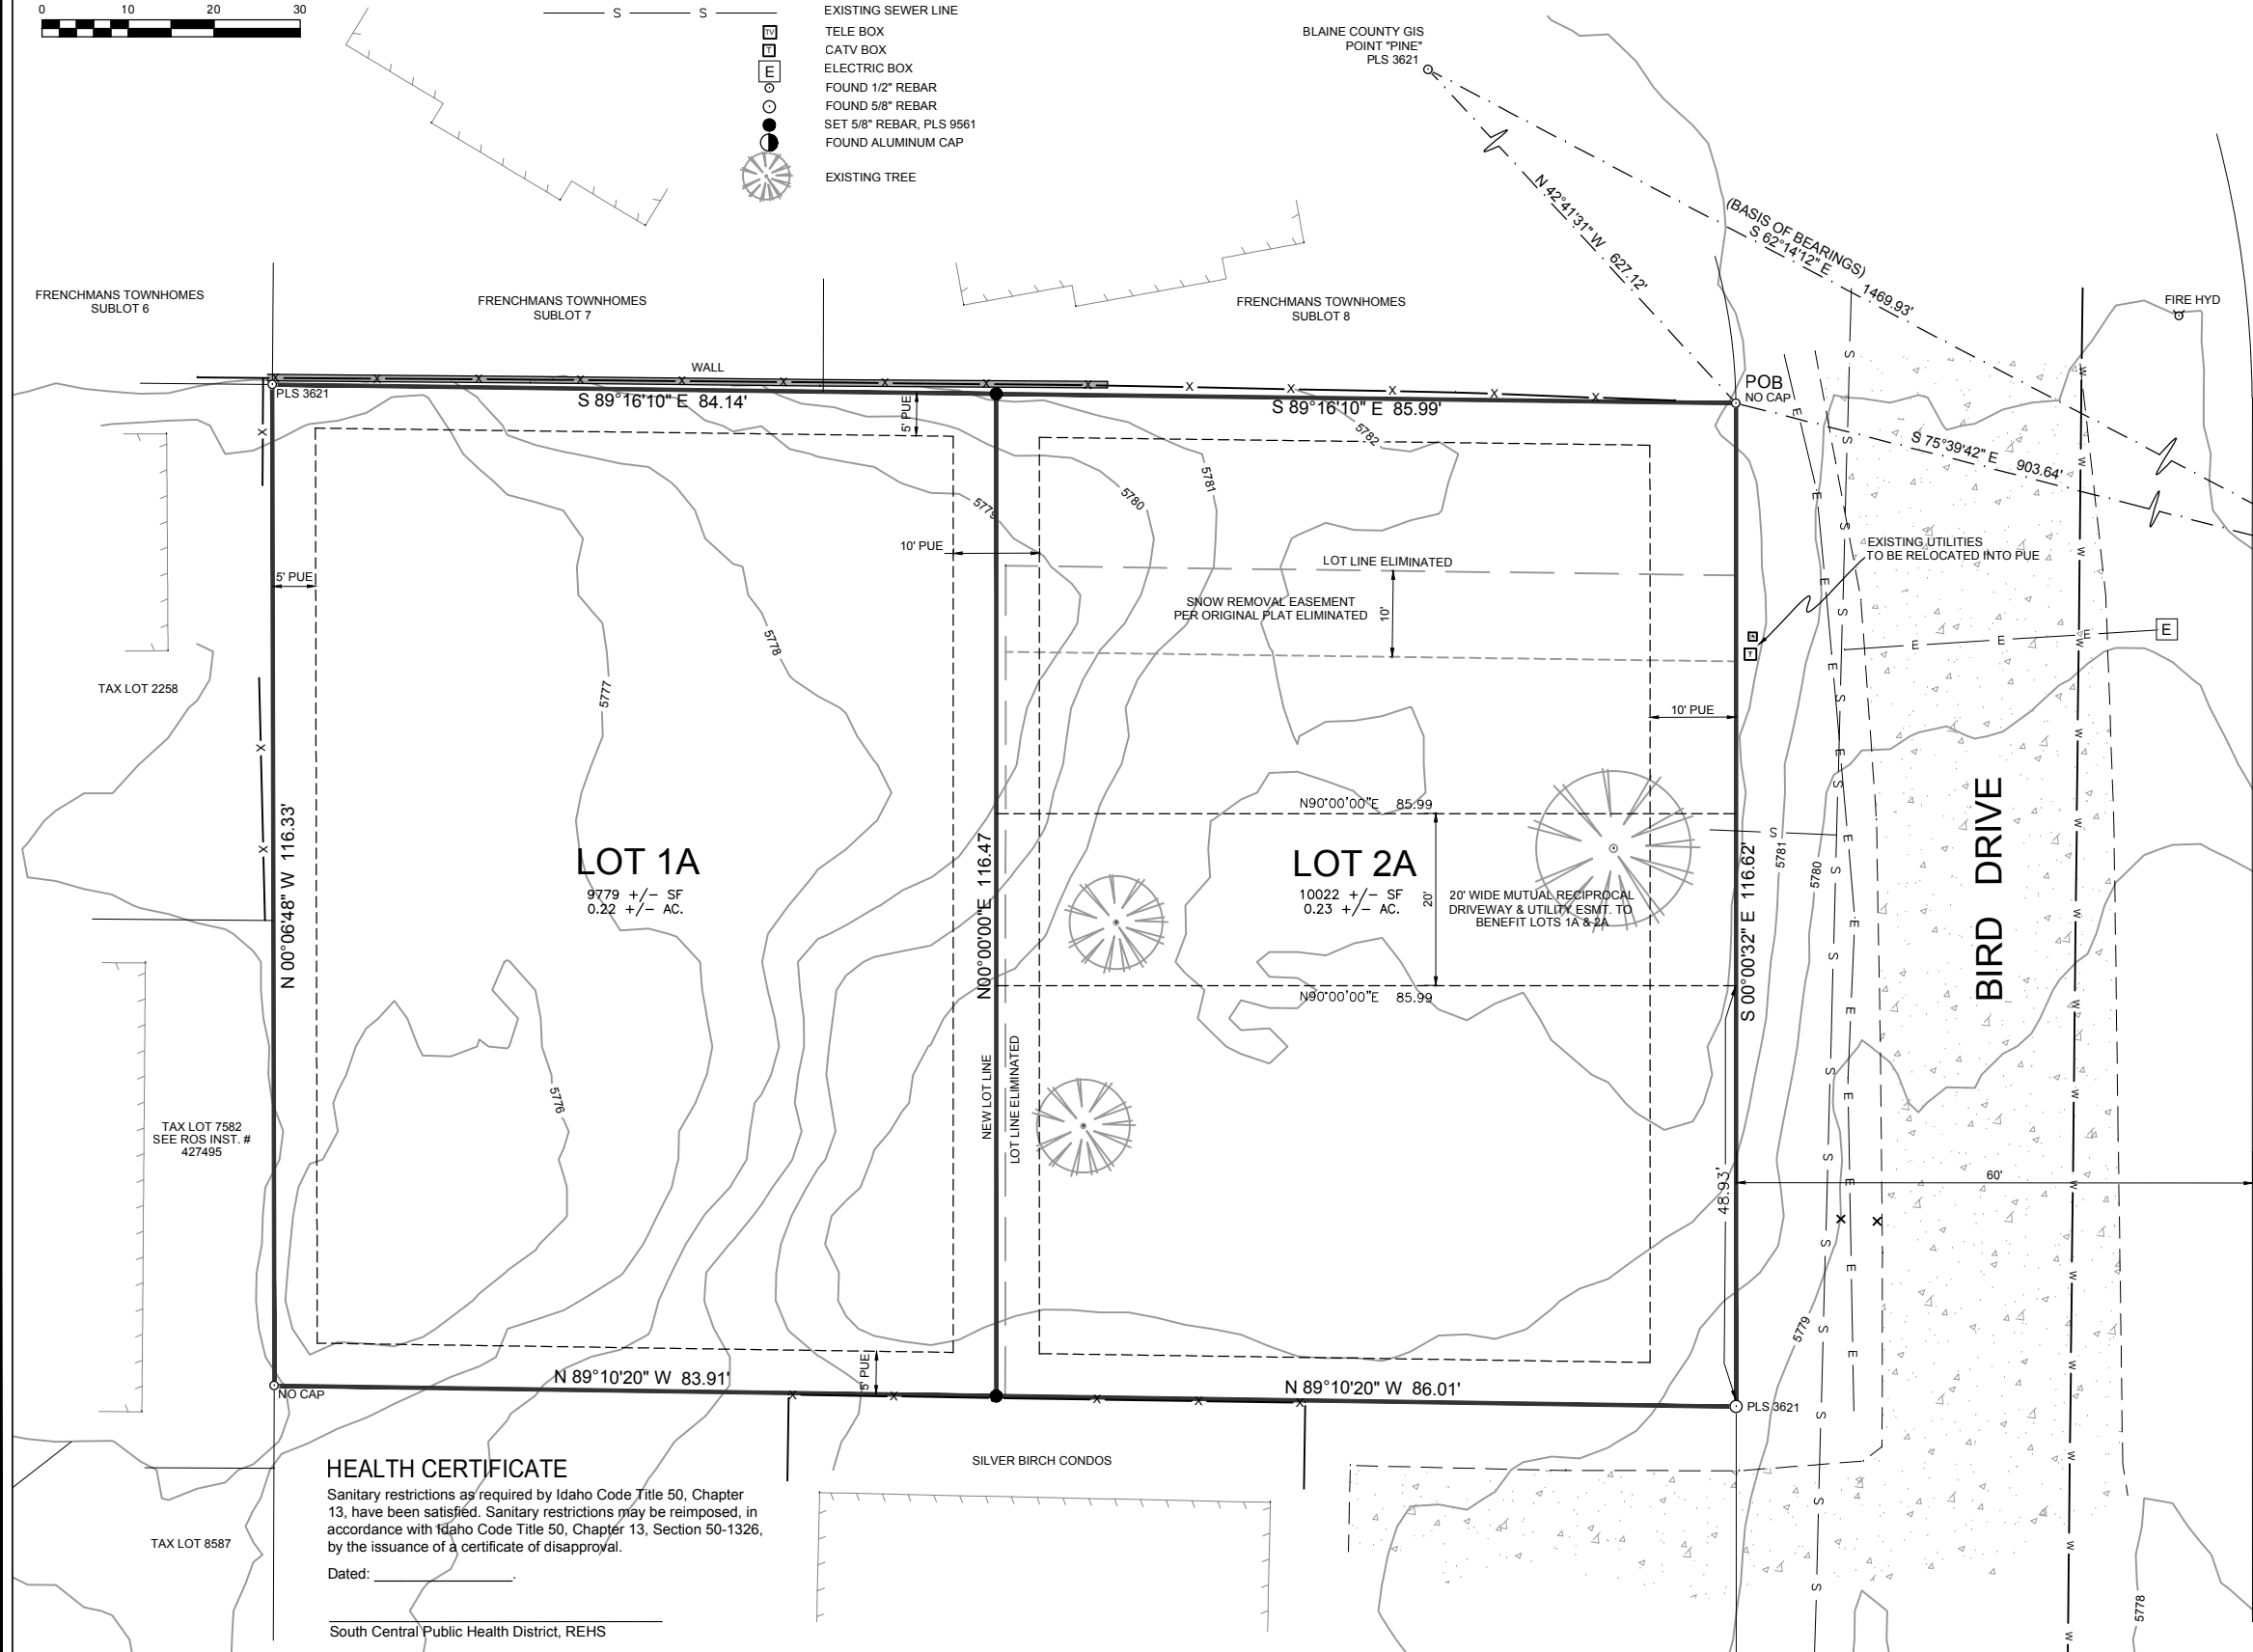 0 10 20 30
S S EXISTING SEWER LINE
TV TELE BOX
T CATV BOX
E ELECTRIC BOX
FOUND 1/2" REBAR
FOUND 5/8" REBAR
SET 5/8" REBAR, PLS 9561
FOUND ALUMINUM CAP
EXISTING TREE
BLAINE COUNTY GIS
POINT "PINE"
PLS 3621
N 42°41'31" W 627.12'
(BASIS OF BEARINGS)
S 62°14'12" E 1469.93'
FIRE HYD
FRENCHMANS TOWNHOMES
SUBLOT 6
FRENCHMANS TOWNHOMES
SUBLOT 7
FRENCHMANS TOWNHOMES
SUBLOT 8
WALL
PLS 3621
S 89°16'10" E 84.14'
5' PUE
S 89°16'10" E 85.99'
POB
NO CAP
S 75°39'42" E 903.64'
5782
5781
5780
5779
10' PUE
5' PUE
LOT LINE ELIMINATED
SNOW REMOVAL EASEMENT
PER ORIGINAL PLAT ELIMINATED
10'
EXISTING UTILITIES
TO BE RELOCATED INTO PUE
T
E
5778
5777
TAX LOT 2258
10' PUE
N 00°06'48" W 116.33'
LOT 1A
9779 +/- SF
0.22 +/- AC.
N00°00'00"E 116.47
N90°00'00"E 85.99
LOT 2A
10022 +/- SF
0.23 +/- AC.
20'
20' WIDE MUTUAL RECIPROCAL
DRIVEWAY & UTILITY ESMT. TO
BENEFIT LOTS 1A & 2A
N90°00'00"E 85.99
S 00°00'32" E 116.62'
5781
5780
BIRD DRIVE
NEW LOT LINE
LOT LINE ELIMINATED
5776
TAX LOT 7582
SEE ROS INST. #
427495
48.93'
60'
5779
5' PUE
NO CAP
N 89°10'20" W 83.91'
N 89°10'20" W 86.01'
PLS 3621
SILVER BIRCH CONDOS
TAX LOT 8587
HEALTH CERTIFICATE
Sanitary restrictions as required by Idaho Code Title 50, Chapter
13, have been satisfied. Sanitary restrictions may be reimposed, in
accordance with Idaho Code Title 50, Chapter 13, Section 50-1326,
by the issuance of a certificate of disapproval.
Dated: __________________.
South Central Public Health District, REHS
5778